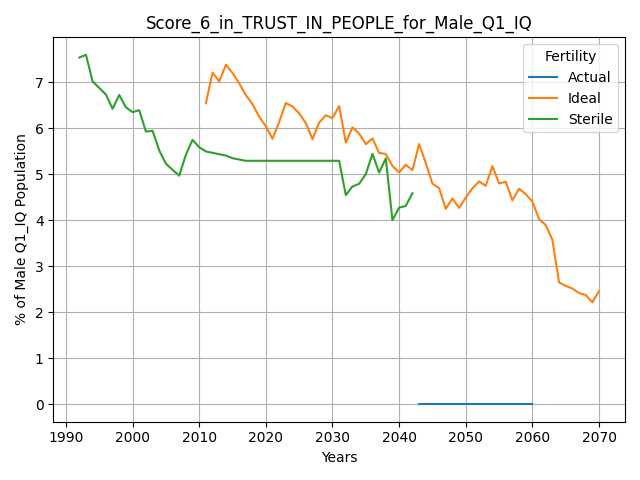 Score_6_in_TRUST_IN_PEOPLE_for_Male_Q1_IQ
Fertility
Actual
Ideal
Sterile
% of Male Q1_IQ Population
7
6
5
4
3
2
1
0
1990 2000 2010 2020 2030 2040 2050 2060 2070
Years